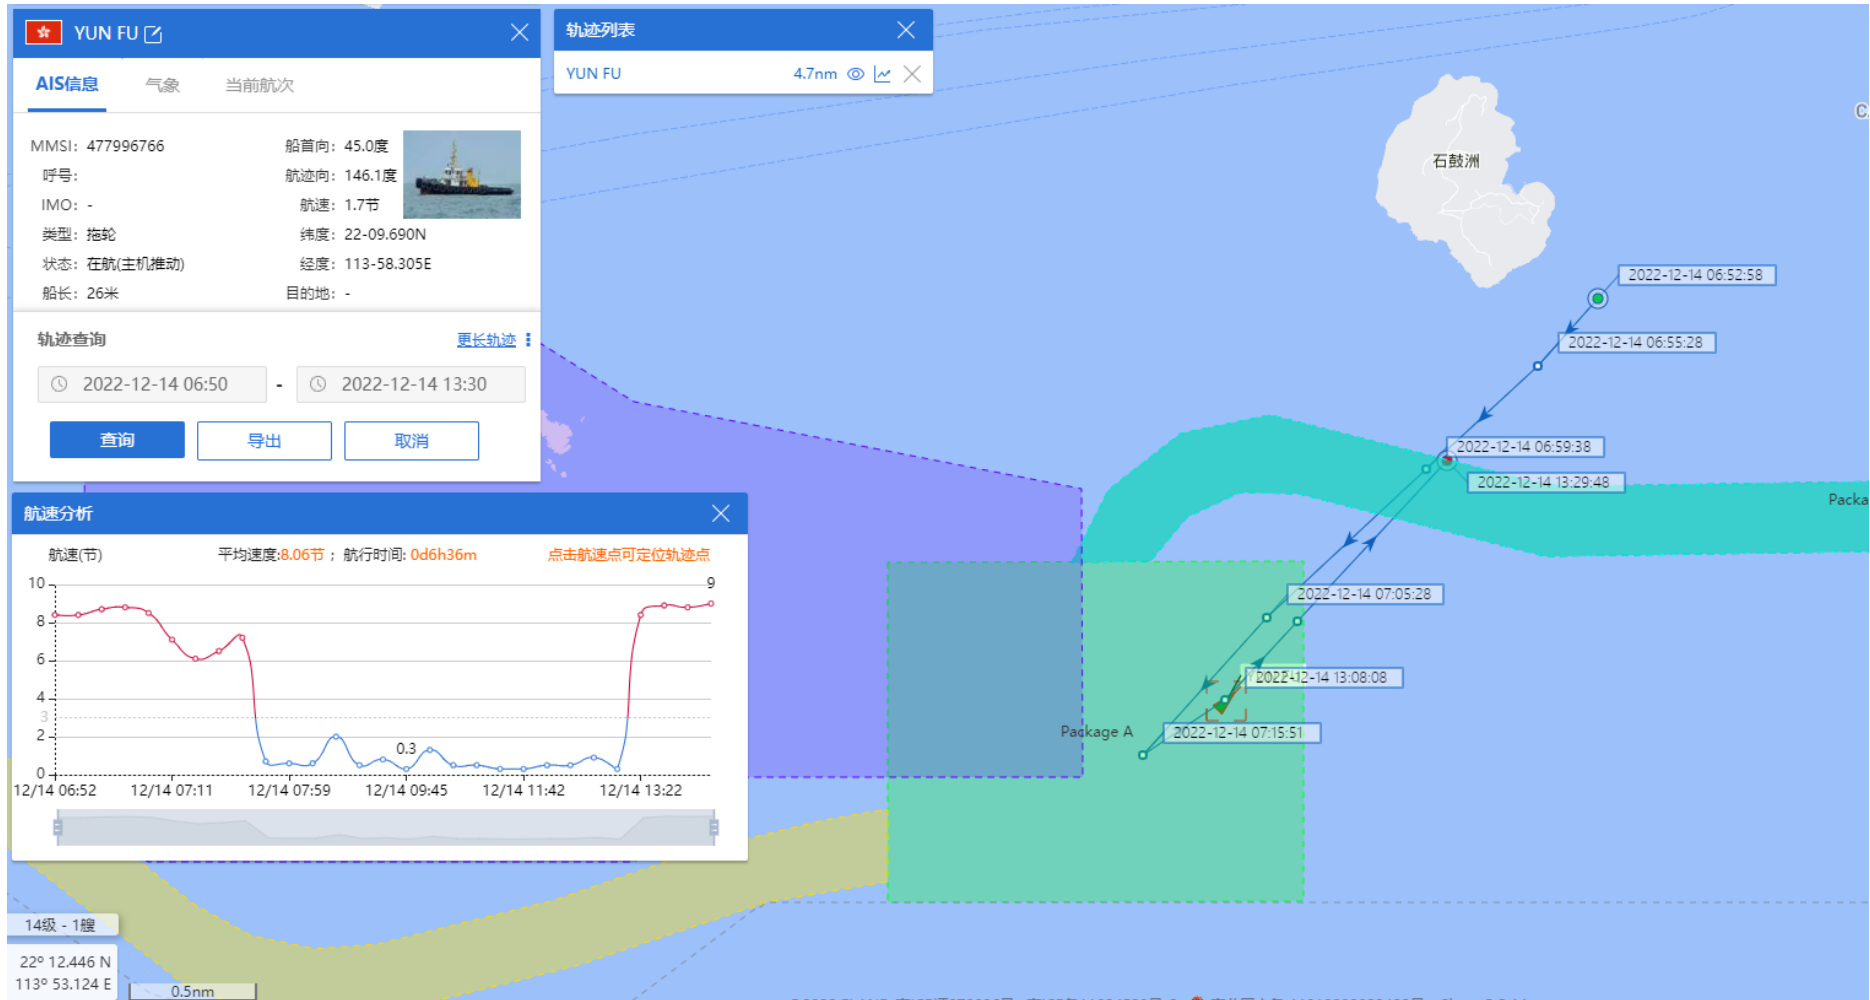 YUN FU
AIS信息
气象
当前航次
MMSI: 477996766
船首向: 45.0度
呼号:
航迹向: 146.1度
IMO: -
航速: 1.7节
类型: 拖轮
纬度: 22-09.690N
状态: 在航(主机推动)
经度: 113-58.305E
船长: 26米
目的地: -
轨迹查询
更长轨迹
2022-12-14 06:50
-
2022-12-14 13:30
查询
导出
取消
轨迹列表
YUN FU
4.7nm
航速分析
航速(节)
平均速度:8.06节 ; 航行时间: 0d6h36m
点击航速点可定位轨迹点
10
9
8
6
4
3
2
0.3
0
12/14 06:52
12/14 07:11
12/14 07:59
12/14 09:45
12/14 11:42
12/14 13:22
石鼓洲
2022-12-14 06:52:58
2022-12-14 06:55:28
2022-12-14 06:59:38
2022-12-14 13:29:48
Packa
2022-12-14 07:05:28
2022-12-14 13:08:08
Package A
2022-12-14 07:15:51
14级 - 1艘
22º 12.446 N
113º 53.124 E
0.5nm